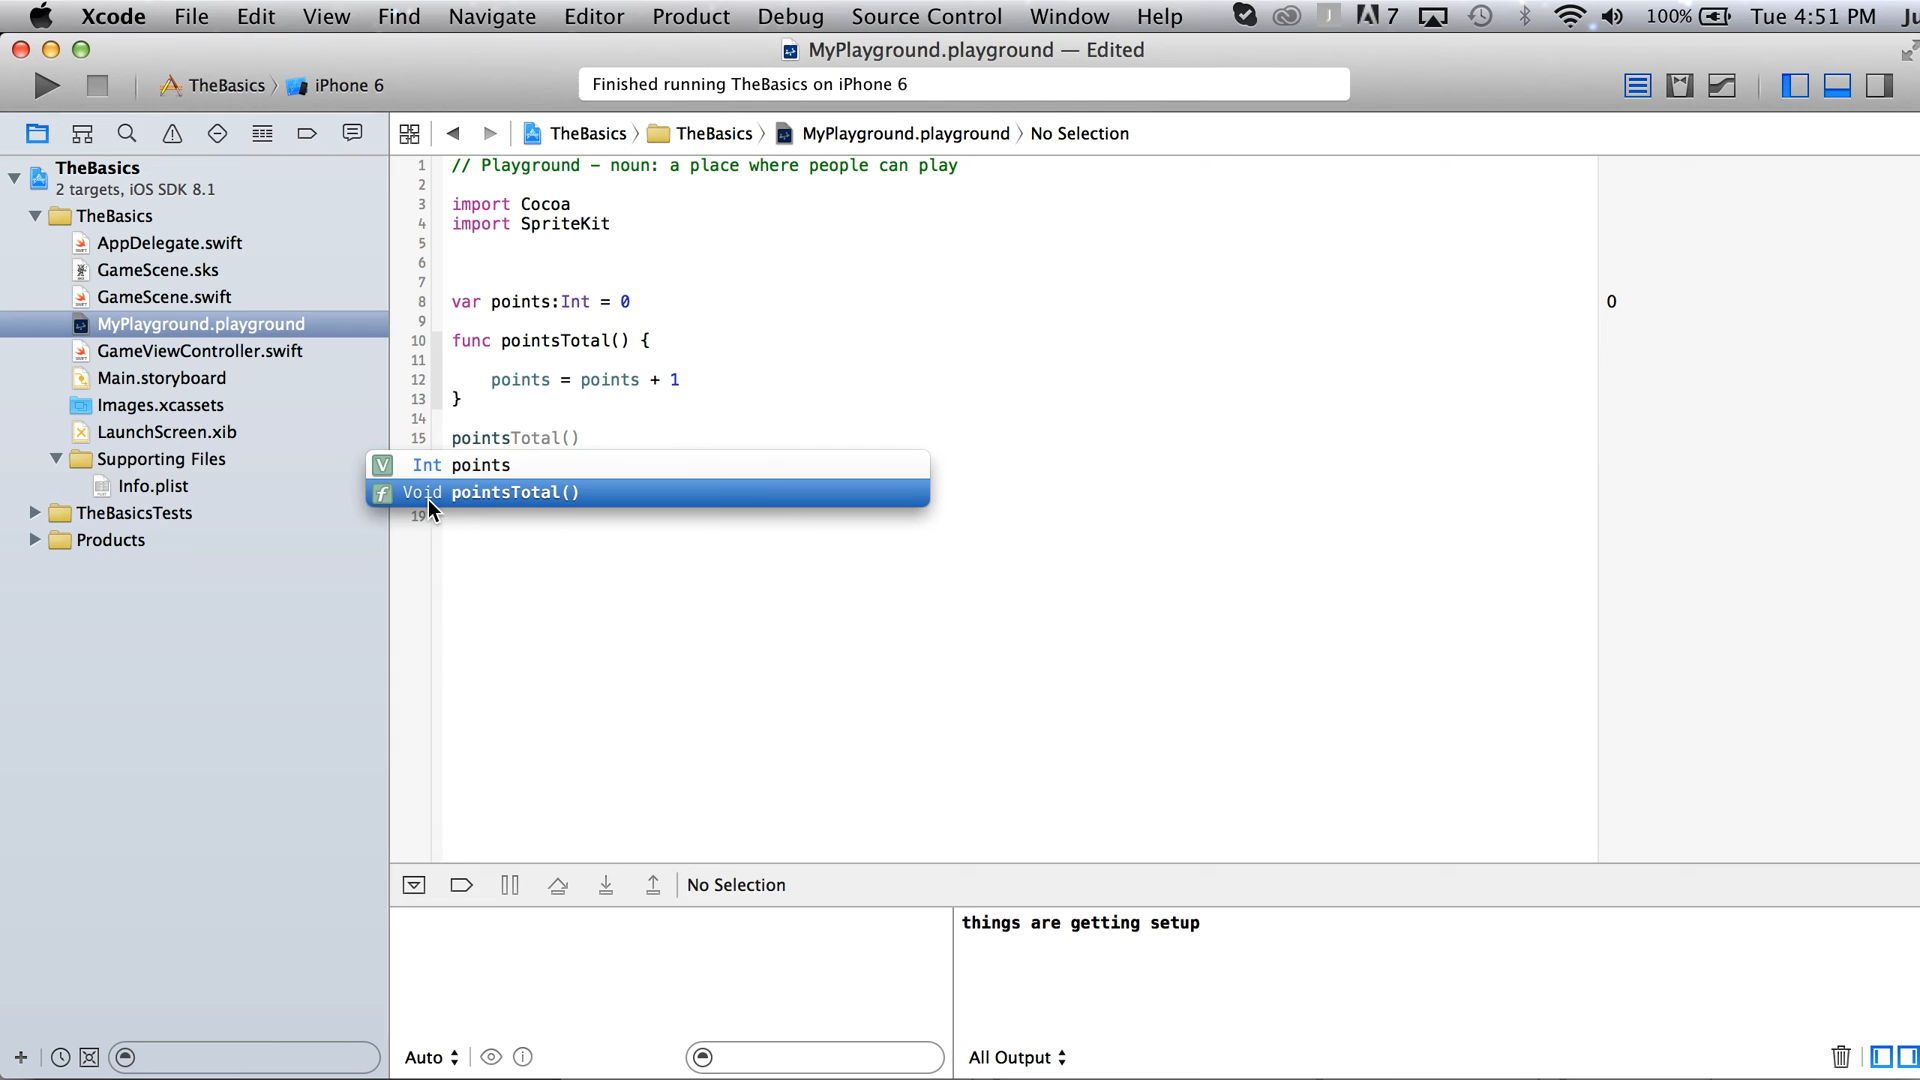 Xcode File Edit View Find Navigate Editor Product Debug Source Control Window Help 7 100% Tue 4:51 PM
MyPlayground.playground — Edited
TheBasics iPhone 6 Finished running TheBasics on iPhone 6
TheBasics TheBasics MyPlayground.playground No Selection
TheBasics
2 targets, iOS SDK 8.1
TheBasics
AppDelegate.swift
GameScene.sks
GameScene.swift
MyPlayground.playground
GameViewController.swift
Main.storyboard
Images.xcassets
LaunchScreen.xib
Supporting Files
Info.plist
TheBasicsTests
Products
1 // Playground – noun: a place where people can play
2
3 import Cocoa
4 import SpriteKit
5
6
7
8 var points:Int = 0 0
9
10 func pointsTotal() {
11
12 points = points + 1
13 }
14
15 pointsTotal()
V Int points
f Void pointsTotal()
19
No Selection
things are getting setup
Auto All Output